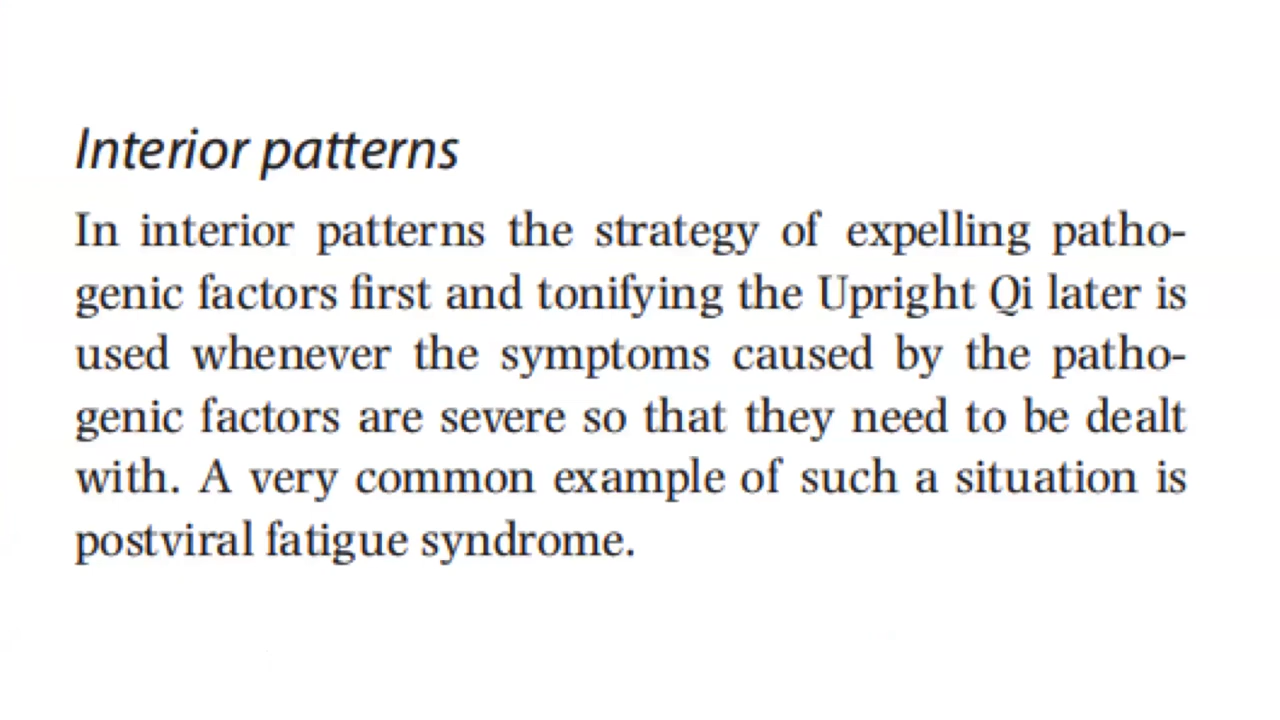 Interior patterns
In interior patterns the strategy of expelling patho-
genic factors first and tonifying the Upright Qi later is
used whenever the symptoms caused by the patho-
genic factors are severe so that they need to be dealt
with. A very common example of such a situation is
postviral fatigue syndrome.